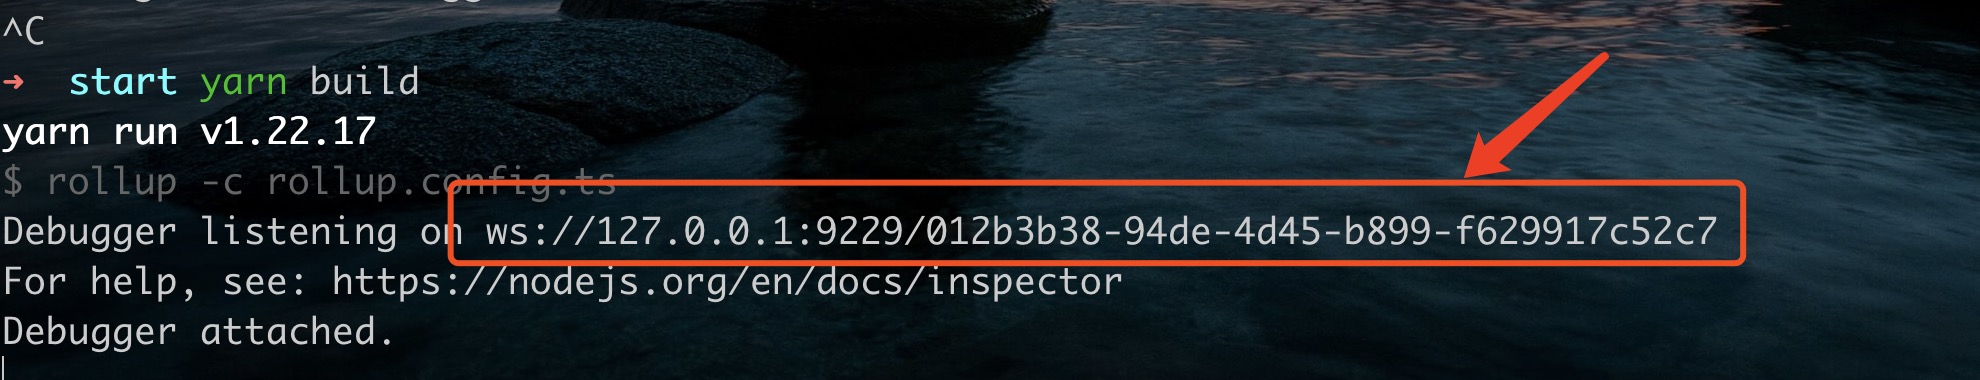 ^C
➜ start yarn build
yarn run v1.22.17
$ rollup -c rollup.config.ts
Debugger listening on ws://127.0.0.1:9229/012b3b38-94de-4d45-b899-f629917c52c7
For help, see: https://nodejs.org/en/docs/inspector
Debugger attached.